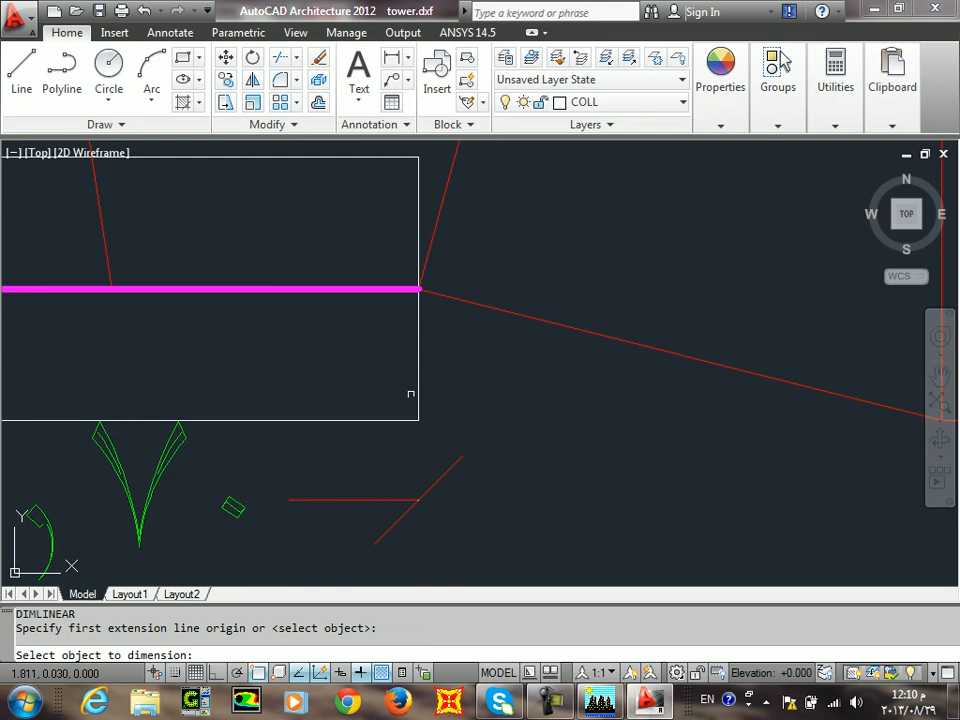 AutoCAD Architecture 2012 tower.dxf
Type a keyword or phrase
Sign In
Home Insert Annotate Parametric View Manage Output ANSYS 14.5
Unsaved Layer State
Line Polyline Circle Arc Text Insert COLL Properties Groups Utilities Clipboard
Draw Modify Annotation Block Layers
[−] [Top] [2D Wireframe]
N
W TOP E
S
WCS
Y
X
Model Layout1 Layout2
DIMLINEAR
Specify first extension line origin or <select object>:
Select object to dimension:
1.811, 0.030, 0.000 MODEL 1:1 Elevation: +0.000
EN م 12:10
٢٠١٣/٠٨/٢٩